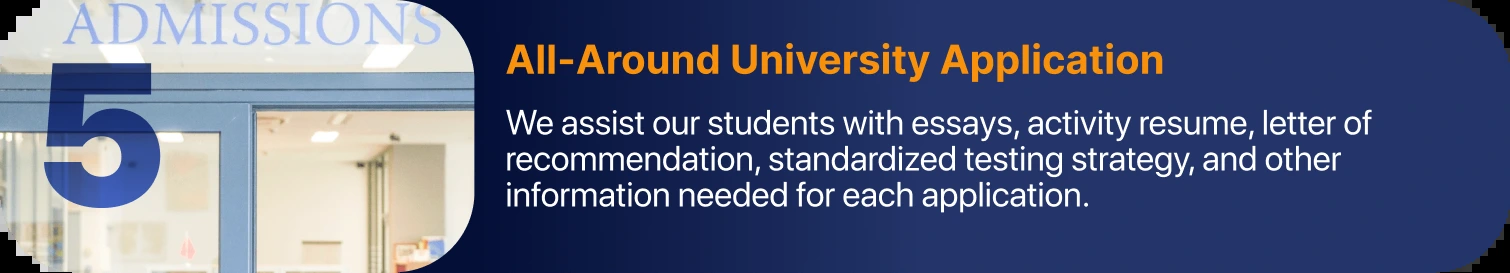 ADMISSIONS
5
All-Around University Application
We assist our students with essays, activity resume, letter of
recommendation, standardized testing strategy, and other
information needed for each application.